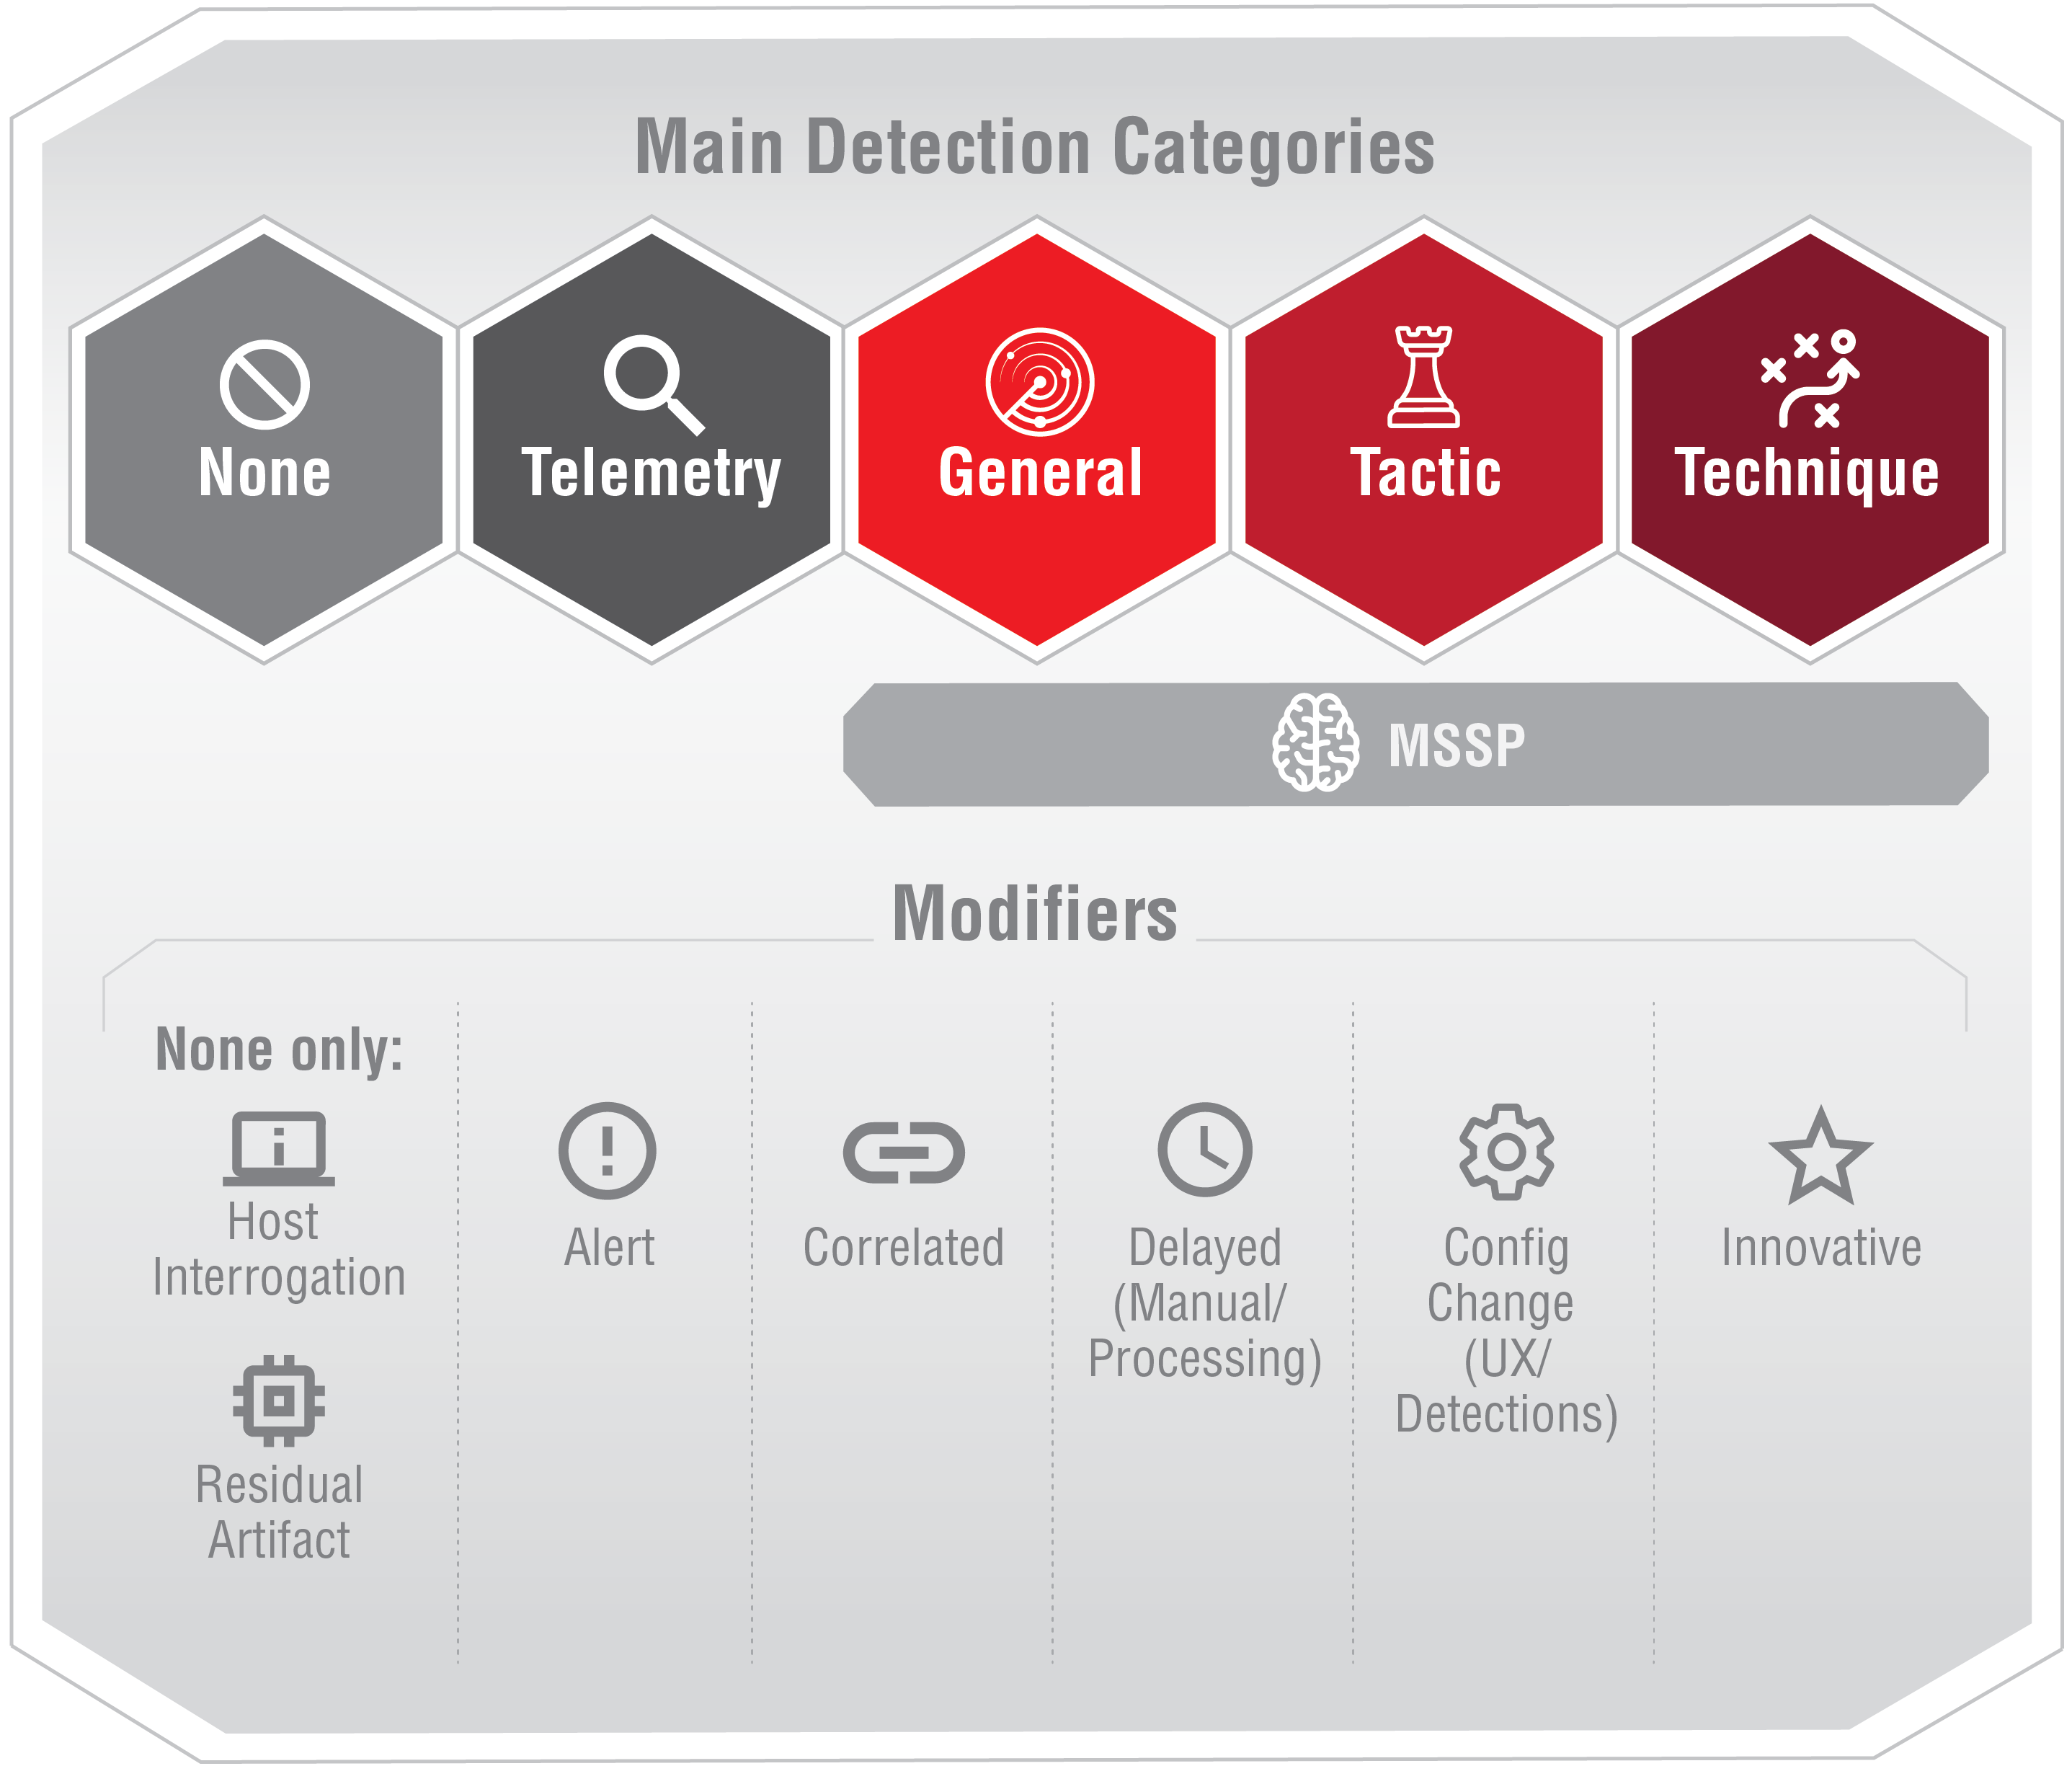 Main Detection Categories
None
Telemetry
General
Tactic
Technique
MSSP
Modifiers
None only:
Host
Interrogation
Residual
Artifact
Alert
Correlated
Delayed
(Manual/
Processing)
Config
Change
(UX/
Detections)
Innovative